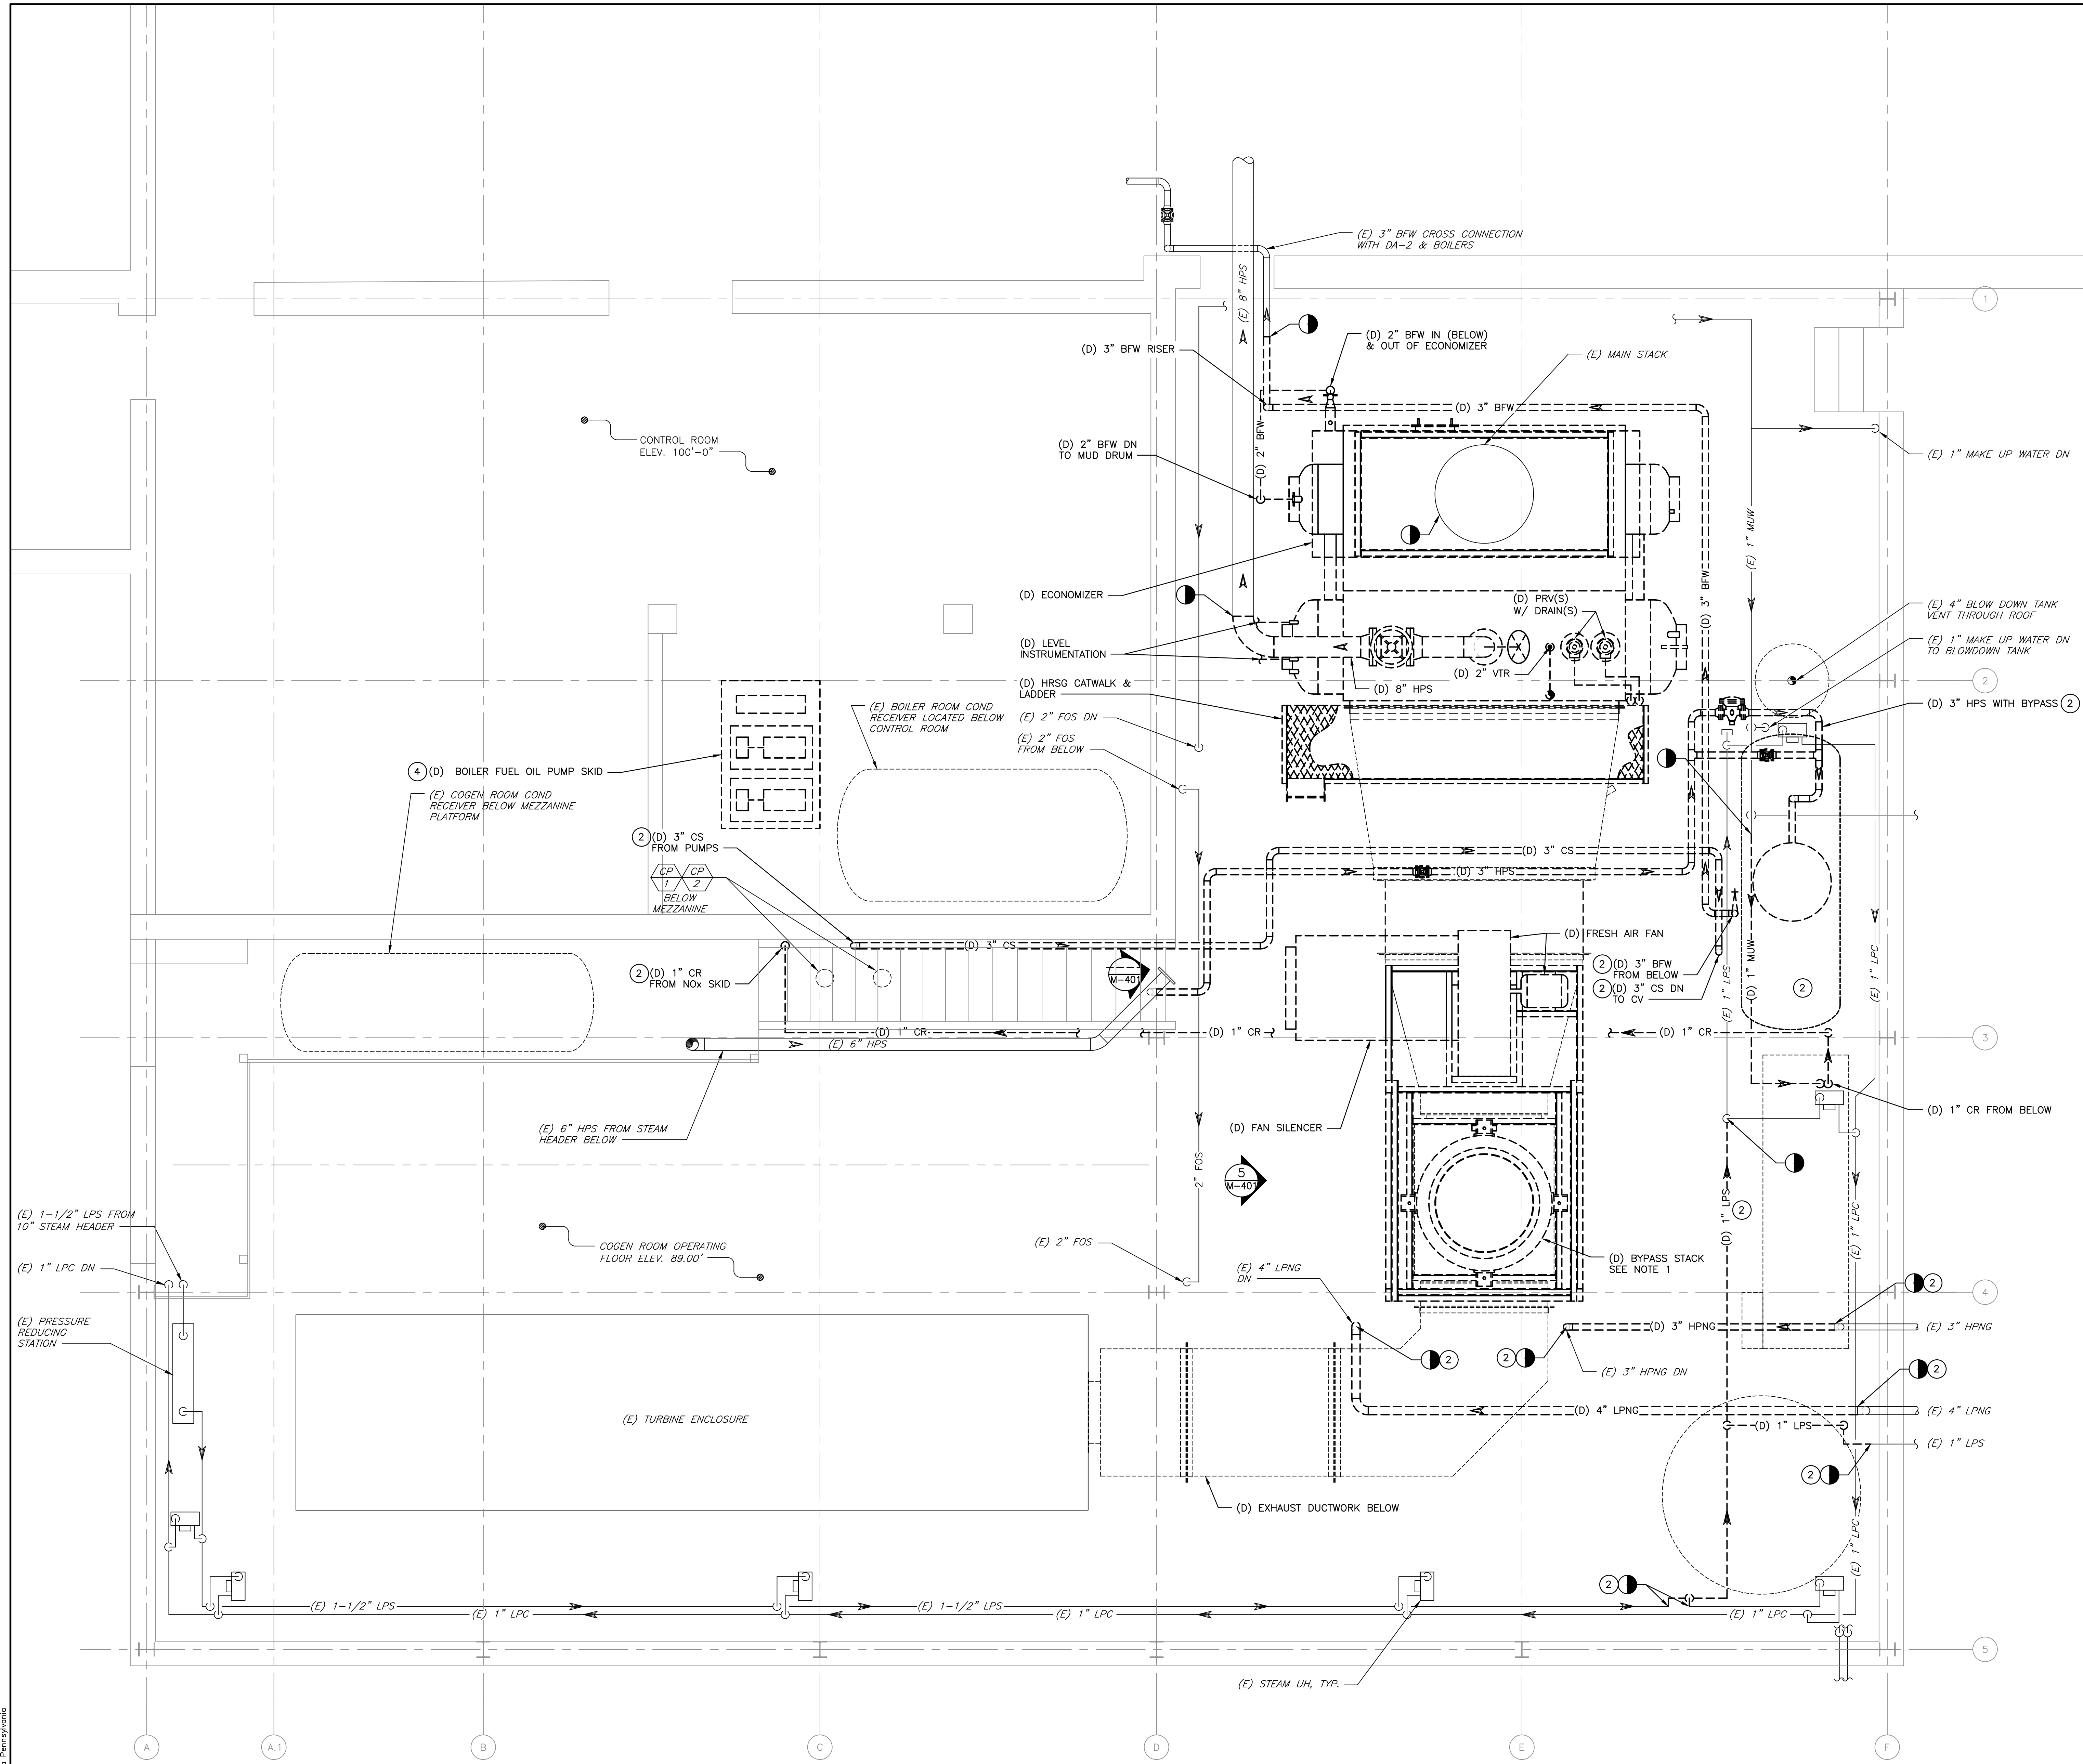 (E) 3" BFW CROSS CONNECTION
WITH DA-2 & BOILERS
(E) 8" HPS
1
(D) 2" BFW IN (BELOW)
& OUT OF ECONOMIZER
(D) 3" BFW RISER
(E) MAIN STACK
(D) 3" BFW
CONTROL ROOM
ELEV. 100'-0"
(D) 2" BFW DN
TO MUD DRUM
(D) 2" BFW
(E) 1" MAKE UP WATER DN
(E) 1" MUW
(D) 3" BFW
(D) ECONOMIZER
(D) PRV(S)
W/ DRAIN(S)
(E) 4" BLOW DOWN TANK
VENT THROUGH ROOF
(D) LEVEL
INSTRUMENTATION
(E) 1" MAKE UP WATER DN
TO BLOWDOWN TANK
(D) 2" VTR
2
(D) HRSG CATWALK &
LADDER
(D) 8" HPS
(D) 3" HPS WITH BYPASS 2
(E) BOILER ROOM COND
RECEIVER LOCATED BELOW
CONTROL ROOM
(E) 2" FOS DN
(E) 2" FOS
FROM BELOW
4 (D) BOILER FUEL OIL PUMP SKID
(E) COGEN ROOM COND
RECEIVER BELOW MEZZANINE
PLATFORM
2 (D) 3" CS
FROM PUMPS
CP
1
CP
2
BELOW
MEZZANINE
(D) 3" CS
(D) 3" HPS
(D) 3" CS
(D) FRESH AIR FAN
2 (D) 1" CR
FROM NOx SKID
M-401
2 (D) 3" BFW
FROM BELOW
2 (D) 3" CS DN
TO CV
(E) 1" LPS
(D) 1" MUW
2
(E) 1" LPC
(D) 1" CR
(D) 1" CR
(D) 1" CR
3
(E) 6" HPS
(E) 6" HPS FROM STEAM
HEADER BELOW
(D) FAN SILENCER
(D) 1" CR FROM BELOW
2" FOS
5
M-401
(D) 1" LPS
2
(E) 1" LPC
(E) 1-1/2" LPS FROM
10" STEAM HEADER
(E) 1" LPC DN
COGEN ROOM OPERATING
FLOOR ELEV. 89.00'
(E) 2" FOS
(E) 4" LPNG
DN
(D) BYPASS STACK
SEE NOTE 1
2
4
(E) PRESSURE
REDUCING
STATION
(D) 3" HPNG
(E) 3" HPNG
2
2
(E) 3" HPNG DN
2
(E) TURBINE ENCLOSURE
(D) 4" LPNG
(E) 4" LPNG
(D) 1" LPS
(E) 1" LPS
2
(D) EXHAUST DUCTWORK BELOW
(E) 1" LPC
2
(E) 1-1/2" LPS
(E) 1" LPC
(E) 1-1/2" LPS
(E) 1" LPC
(E) 1" LPC
5
(E) STEAM UH, TYP.
A
A.1
B
C
D
E
F
Pennsylvania